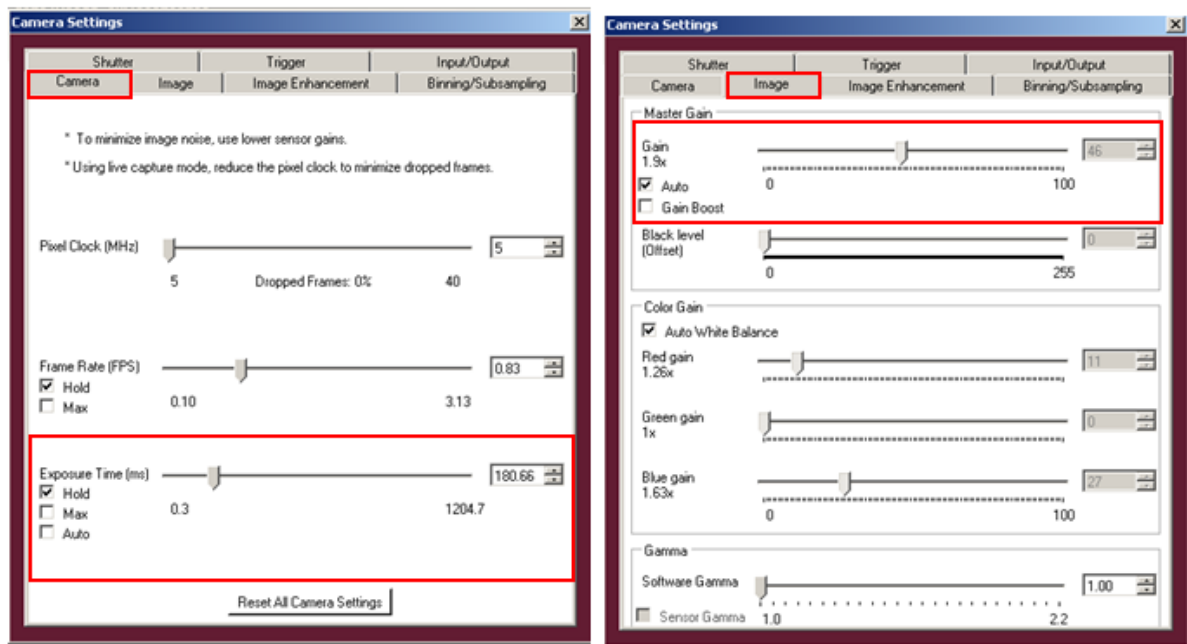 Camera Settings
Shutter Trigger Input/Output
Camera Image Image Enhancement Binning/Subsampling
* To minimize image noise, use lower sensor gains.
* Using live capture mode, reduce the pixel clock to minimize dropped frames.
Pixel Clock (MHz) 5
5 Dropped Frames: 0% 40
Frame Rate (FPS) 0.83
Hold
Max 0.10 3.13
Exposure Time (ms) 180.66
Hold
Max 0.3 1204.7
Auto
Reset All Camera Settings
Camera Settings
Shutter Trigger Input/Output
Camera Image Image Enhancement Binning/Subsampling
Master Gain
Gain 46
1.9x
Auto 0 100
Gain Boost
Black level 0
(Offset)
0 255
Color Gain
Auto White Balance
Red gain 11
1.26x
Green gain 0
1x
Blue gain 27
1.63x
0 100
Gamma
Software Gamma 1.00
Sensor Gamma 1.0 2.2